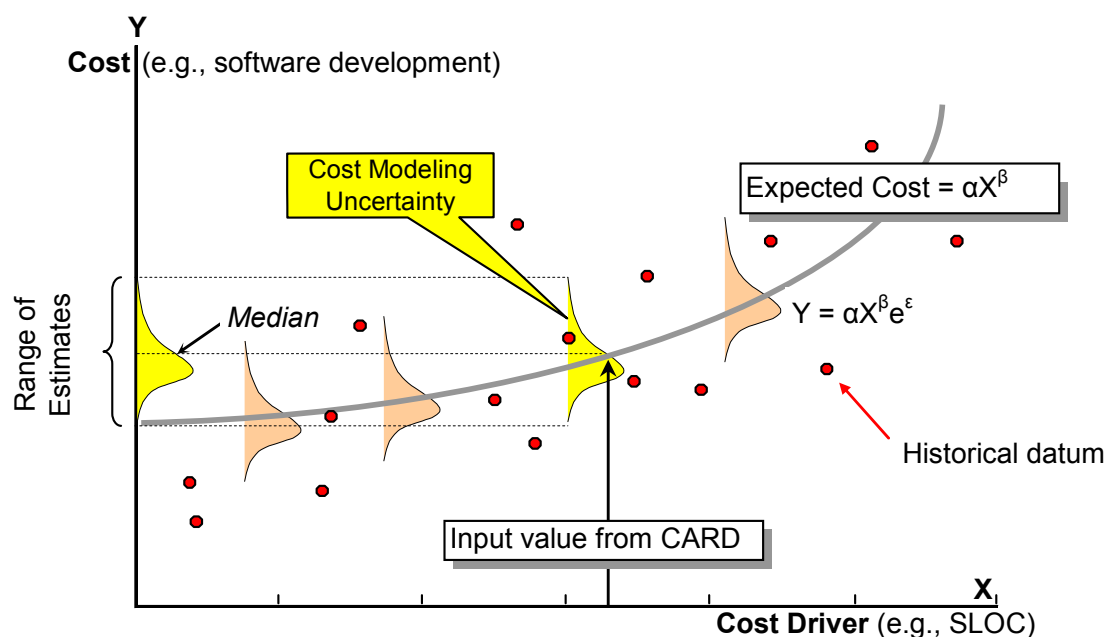 Y
Cost (e.g., software development)
Cost Modeling
Uncertainty
Expected Cost = αX^β
Range of
Estimates
Median
Y = αX^βe^ε
Historical datum
Input value from CARD
X
Cost Driver (e.g., SLOC)